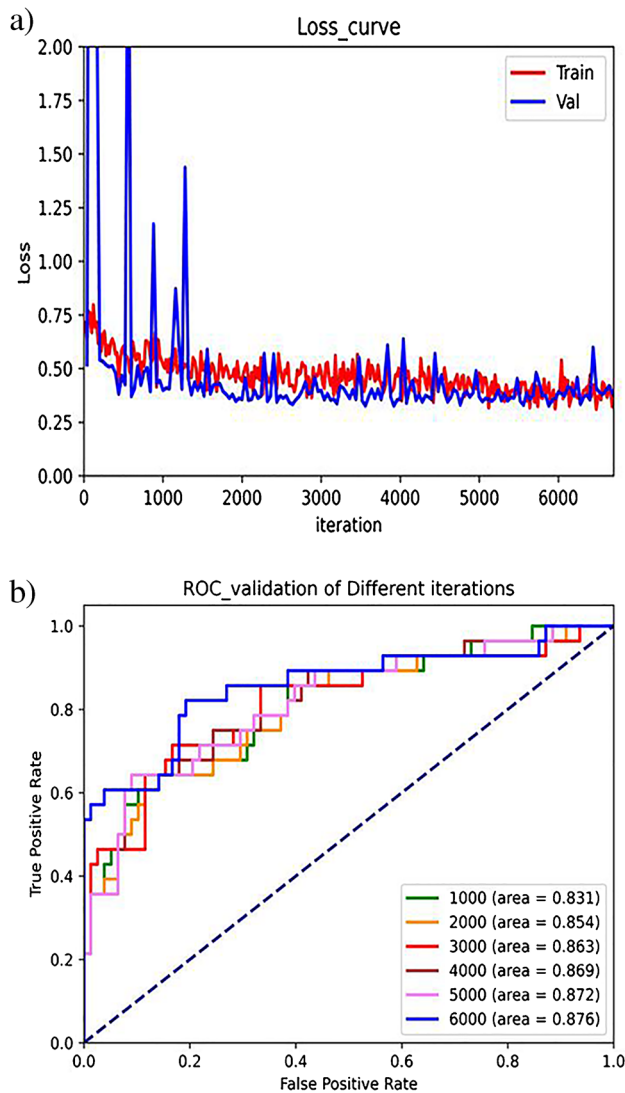 a)
Loss_curve
2.00
1.75
1.50
1.25
1.00
0.75
0.50
0.25
0.00
Loss
Train
Val
0 1000 2000 3000 4000 5000 6000
iteration
b)
ROC_validation of Different iterations
1.0
0.8
0.6
0.4
0.2
0.0
True Positive Rate
1000 (area = 0.831)
2000 (area = 0.854)
3000 (area = 0.863)
4000 (area = 0.869)
5000 (area = 0.872)
6000 (area = 0.876)
0.0 0.2 0.4 0.6 0.8 1.0
False Positive Rate